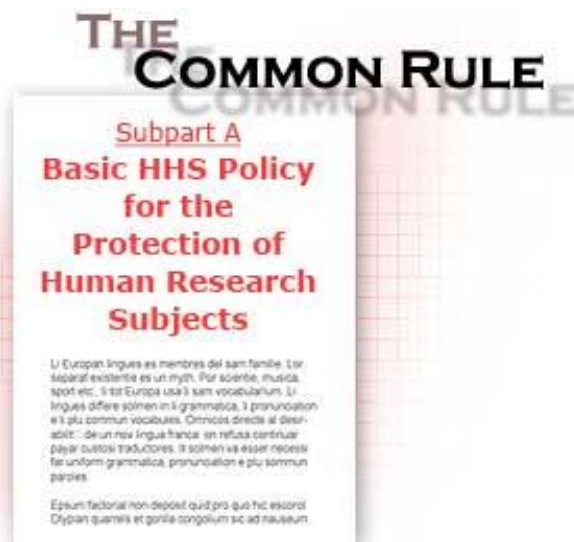 THE
COMMON RULE
Subpart A
Basic HHS Policy
for the
Protection of
Human Research
Subjects
Li Europan lingues es membres del sam familie. Lor
separat existentie es un myth. Por scientie, musica,
sport etc., li tot Europa usa li sam vocabularium. Li
lingues differe solmen in li grammatica, li pronunciation
e li plu commun vocabules. Omnicos directe al desir-
abilit : de un nov lingua franca: on refusa continuar
payar custosi traductores. It solmen va esser necessi
far uniform grammatica, pronunciation e plu sommun
paroles.
Epsum factorial non deposit quid pro quo hic escorol
Olypian quarrels et gorilla congolium sic ad nauseum